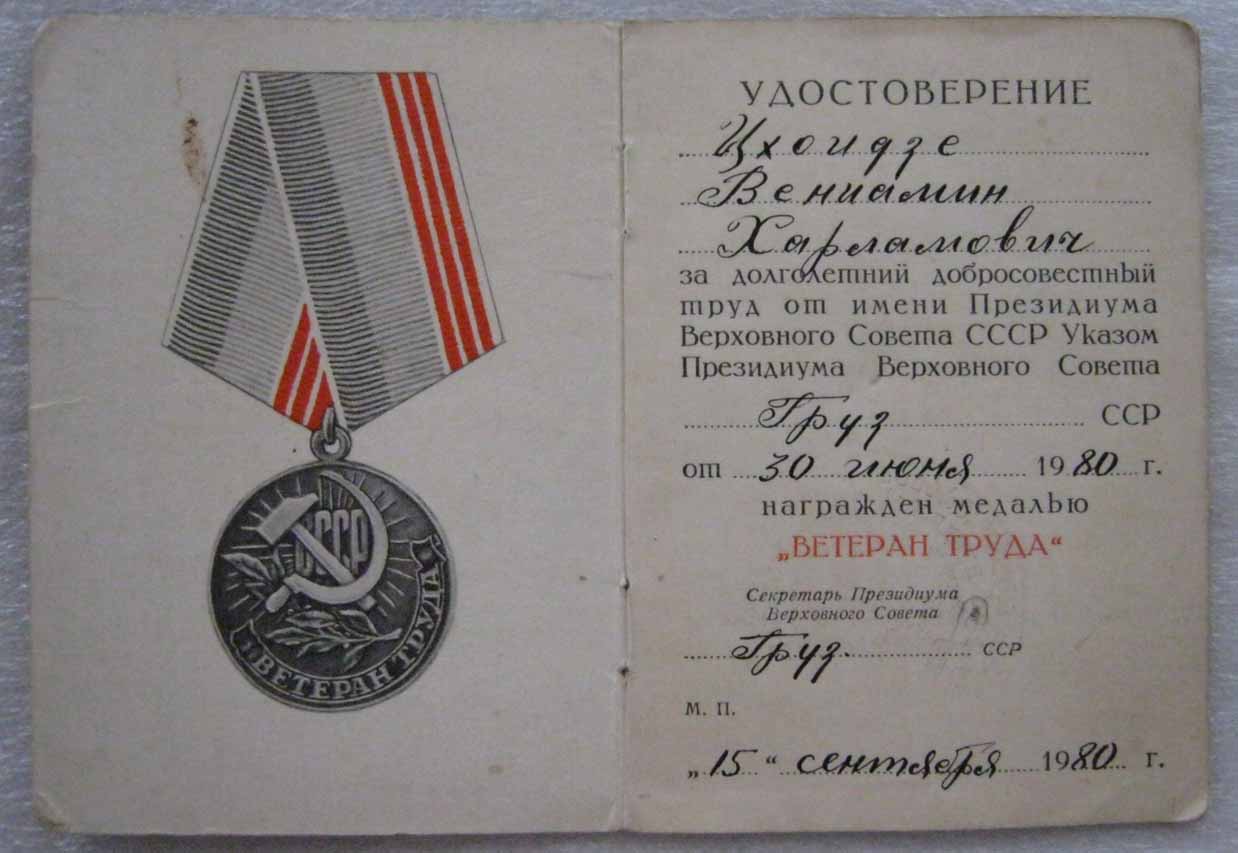 СССР
ВЕТЕРАН ТРУДА
УДОСТОВЕРЕНИЕ
Цхоидзе
Вениамин
Харламович
за долголетний добросовестный
труд от имени Президиума
Верховного Совета СССР Указом
Президиума Верховного Совета
Груз ССР
от 30 июня 1980 г.
награжден медалью
„ВЕТЕРАН ТРУДА“
Секретарь Президиума
Верховного Совета
Груз. ССР
М. П.
„15“ сентября 1980 г.